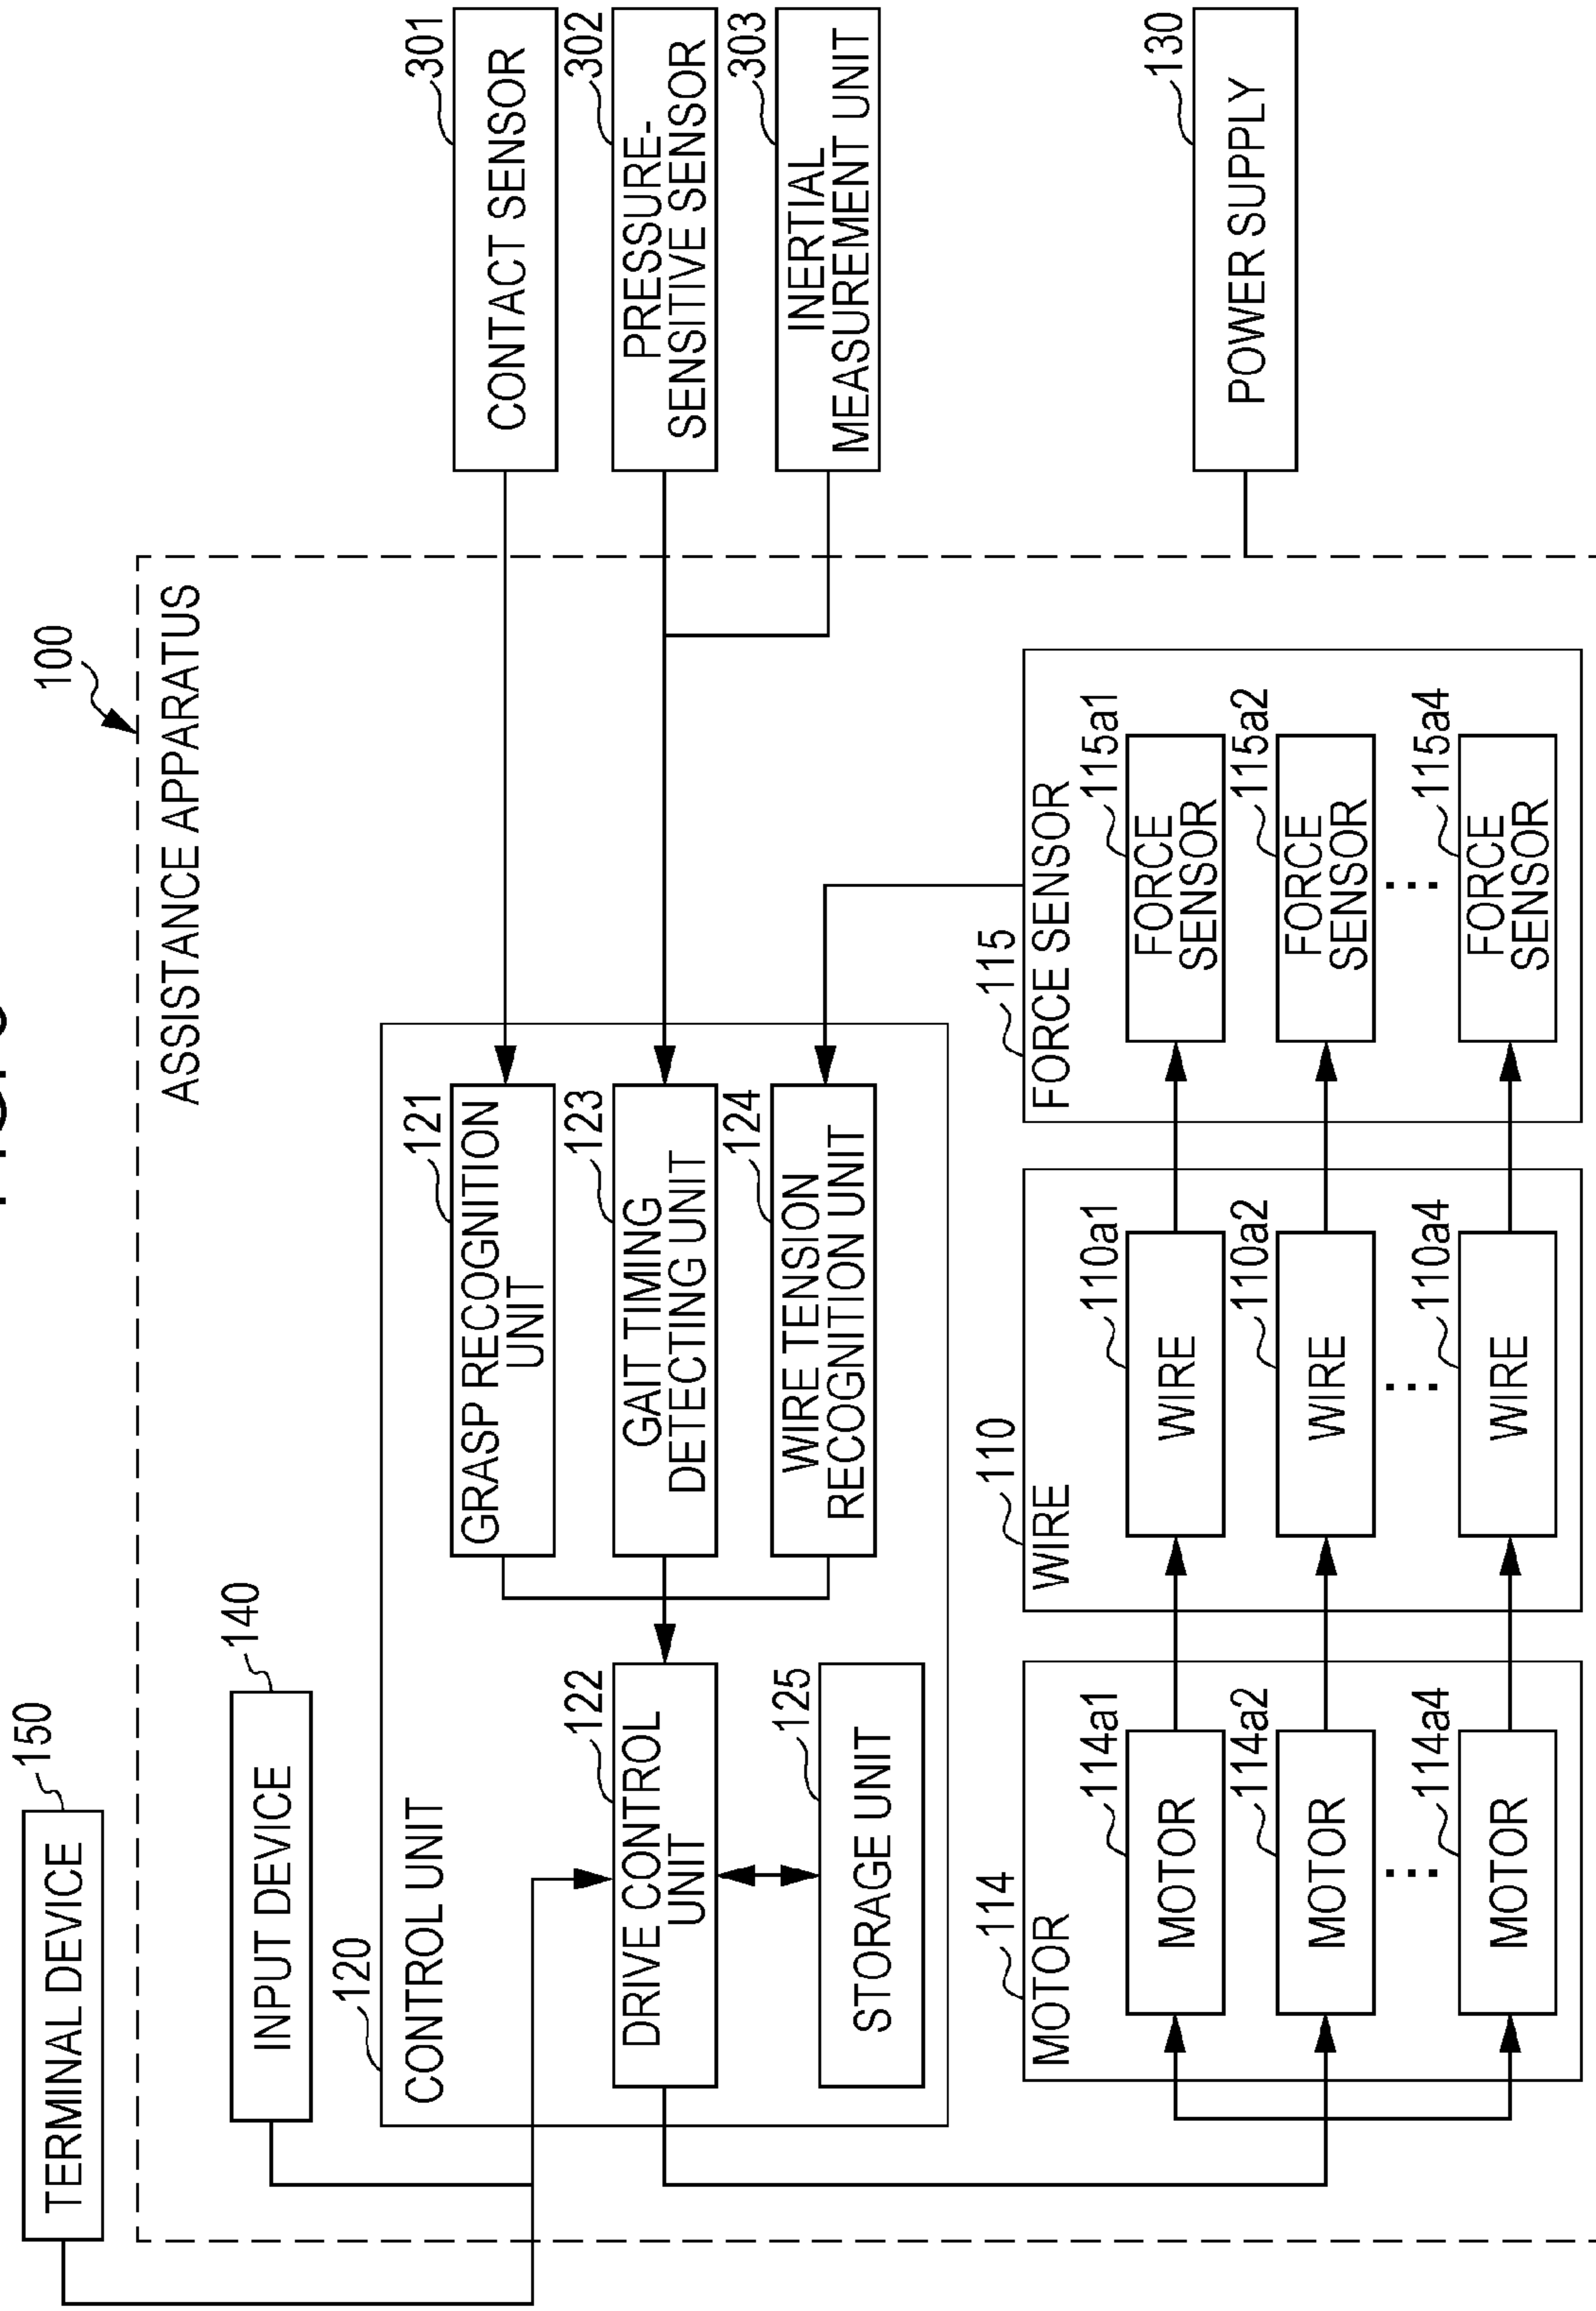 100
ASSISTANCE APPARATUS
150
TERMINAL DEVICE
140
INPUT DEVICE
120
CONTROL UNIT
122
DRIVE CONTROL
UNIT
125
STORAGE UNIT
121
GRASP RECOGNITION
UNIT
123
GAIT TIMING
DETECTING UNIT
124
WIRE TENSION
RECOGNITION UNIT
301
CONTACT SENSOR
302
PRESSURE-
SENSITIVE SENSOR
303
INERTIAL
MEASUREMENT UNIT
130
POWER SUPPLY
114
MOTOR
114a1
MOTOR
114a2
MOTOR
...
114a4
MOTOR
110
WIRE
110a1
WIRE
110a2
WIRE
...
110a4
WIRE
115
FORCE SENSOR
115a1
FORCE
SENSOR
115a2
FORCE
SENSOR
...
115a4
FORCE
SENSOR